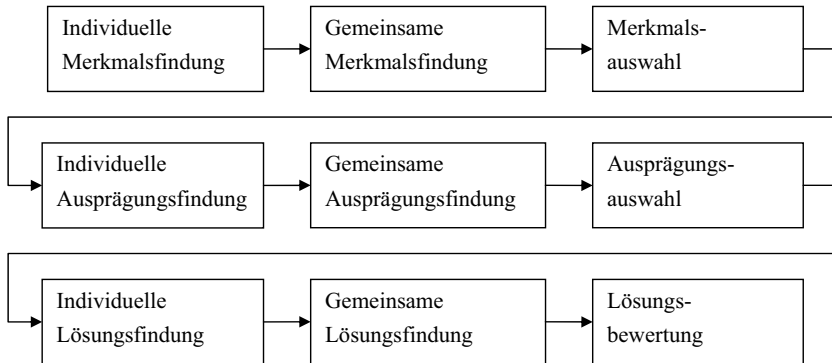 Individuelle
Merkmalsfindung
Gemeinsame
Merkmalsfindung
Merkmals-
auswahl
Individuelle
Ausprägungsfindung
Gemeinsame
Ausprägungsfindung
Ausprägungs-
auswahl
Individuelle
Lösungsfindung
Gemeinsame
Lösungsfindung
Lösungs-
bewertung